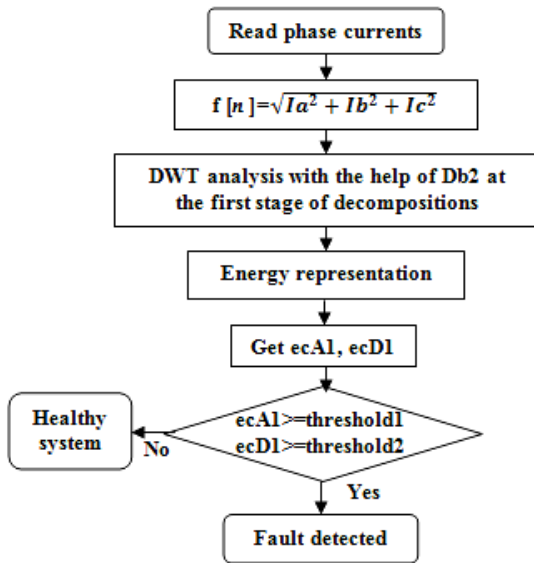 Read phase currents
f [n]=√Ia² + Ib² + Ic²
DWT analysis with the help of Db2 at
the first stage of decompositions
Energy representation
Get ecA1, ecD1
ecA1>=threshold1
ecD1>=threshold2
Healthy
system
No
Yes
Fault detected